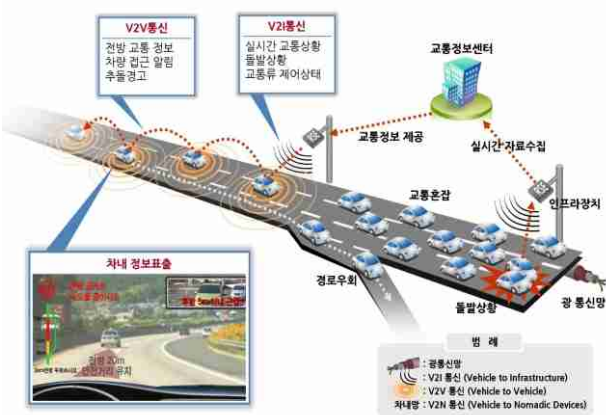 V2V통신
전방 교통 정보
차량 접근 알림
추돌경고
V2I통신
실시간 교통상황
돌발상황
교통류 제어상태
교통정보센터
교통정보 제공
실시간 자료수집
교통혼잡
인프라장치
경로우회
돌발상황
광 통신망
차내 정보표출
전방 20m
안전거리 유지
범 례
: 광통신망
: V2I 통신 (Vehicle to Infrastructure)
: V2V 통신 (Vehicle to Vehicle)
차내망 : V2N 통신 (Vehicle to Nomadic Devices)